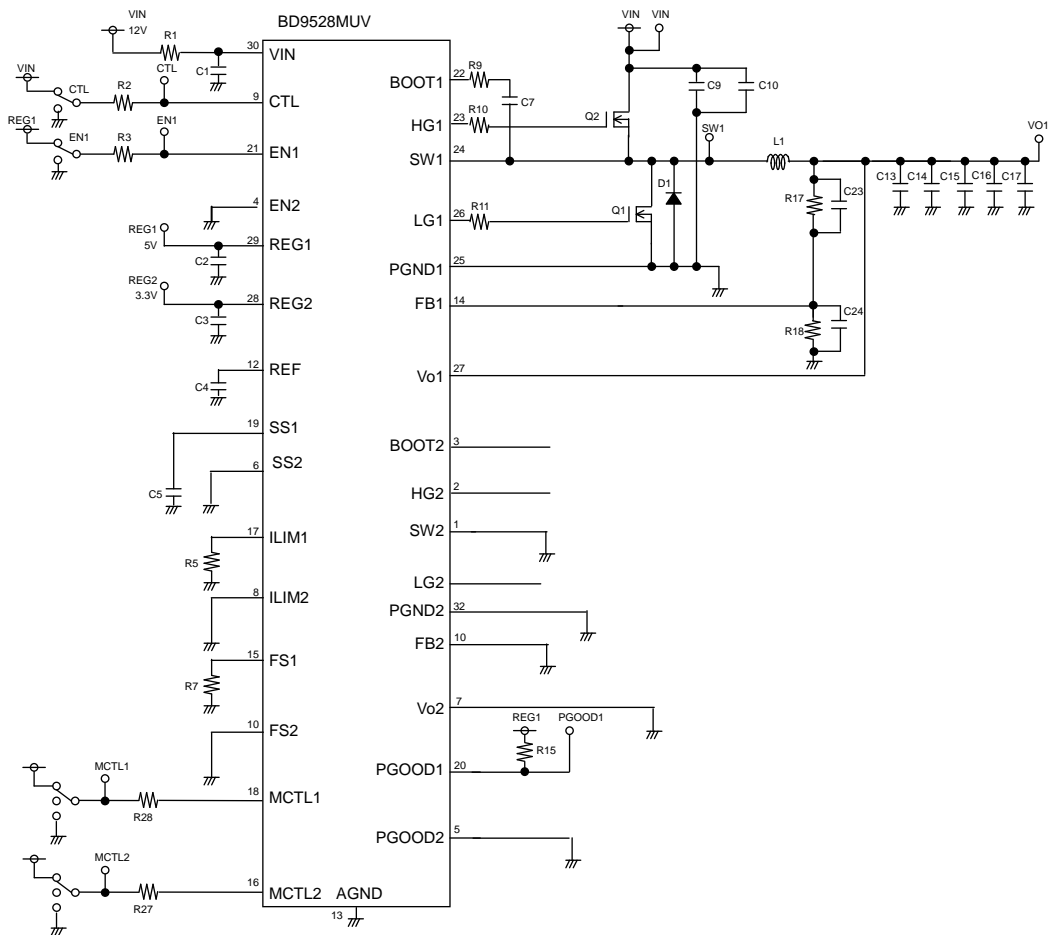 BD9528MUV
VIN
12V
R1
30
VIN
C1
VIN
CTL
R2
CTL
9
CTL
REG1
EN1
R3
EN1
21
EN1
4
EN2
REG1
5V
29
REG1
C2
REG2
3.3V
28
REG2
C3
12
REF
C4
19
SS1
C5
6
SS2
17
ILIM1
R5
8
ILIM2
15
FS1
R7
10
FS2
MCTL1
18
MCTL1
R28
MCTL2
16
MCTL2
R27
AGND
13
BOOT1
22
R9
C7
HG1
23
R10
Q2
VIN
VIN
C9
C10
SW1
24
SW1
L1
VO1
D1
LG1
26
R11
Q1
R17
C23
C13
C14
C15
C16
C17
PGND1
25
FB1
14
R18
C24
Vo1
27
BOOT2
3
HG2
2
SW2
1
LG2
PGND2
32
FB2
10
Vo2
7
REG1
PGOOD1
R15
PGOOD1
20
PGOOD2
5